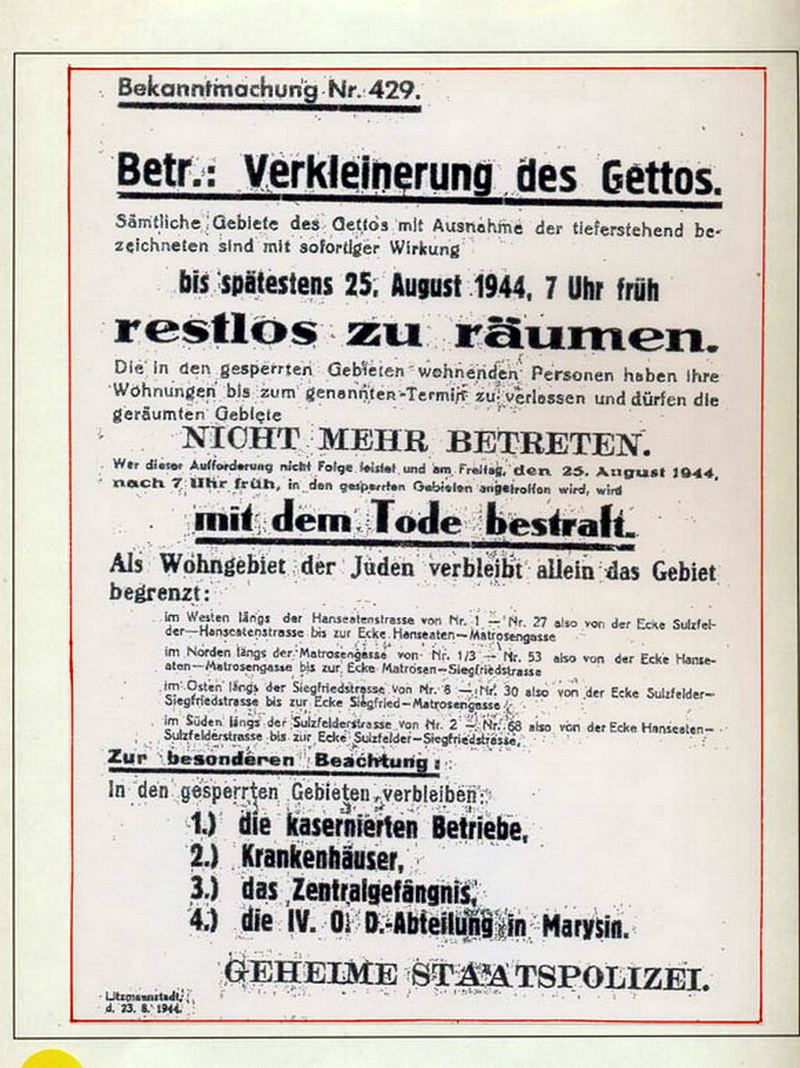 Bekanntmachung Nr. 429.
Betr.: Verkleinerung des Gettos.
Sämtliche Gebiete des Gettos mit Ausnahme der tieferstehend be-
zeichneten sind mit sofortiger Wirkung
bis spätestens 25. August 1944, 7 Uhr früh
restlos zu räumen.
Die in den gesperrten Gebieten wohnenden Personen haben ihre
Wohnungen bis zum genannten Termin zu verlassen und dürfen die
geräumten Gebiete
NICHT MEHR BETRETEN.
Wer dieser Aufforderung nicht Folge leistet und am Freitag, den 25. August 1944,
nach 7 Uhr früh, in den gesperrten Gebieten angetroffen wird, wird
mit dem Tode bestraft.
Als Wohngebiet der Juden verbleibt allein das Gebiet
begrenzt:
im Westen längs der Hanseatenstrasse von Nr. 1 — Nr. 27 also von der Ecke Sulzfel-
der—Hanseatenstrasse bis zur Ecke Hanseaten—Matrosengasse
im Norden längs der Matrosengasse von Nr. 1/3 — Nr. 53 also von der Ecke Hanse-
aten—Matrosengasse bis zur Ecke Matrosen-Siegfriedstrasse
im Osten längs der Siegfriedstrasse von Nr. 8 — Nr. 30 also von der Ecke Sulzfelder—
Siegfriedstrasse bis zur Ecke Siegfried—Matrosengasse
im Süden längs der Sulzfelderstrasse von Nr. 2 — Nr. 68 also von der Ecke Hanseaten—
Sulzfelderstrasse bis zur Ecke Sulzfelder-Siegfriedstrasse.
Zur besonderen Beachtung:
In den gesperrten Gebieten verbleiben:
1.) die kasernierten Betriebe,
2.) Krankenhäuser,
3.) das Zentralgefängnis,
4.) die IV. O. D.-Abteilung in Marysin.
GEHEIME STAATSPOLIZEI.
Litzmannstadt,
d. 23. 8. 1944.